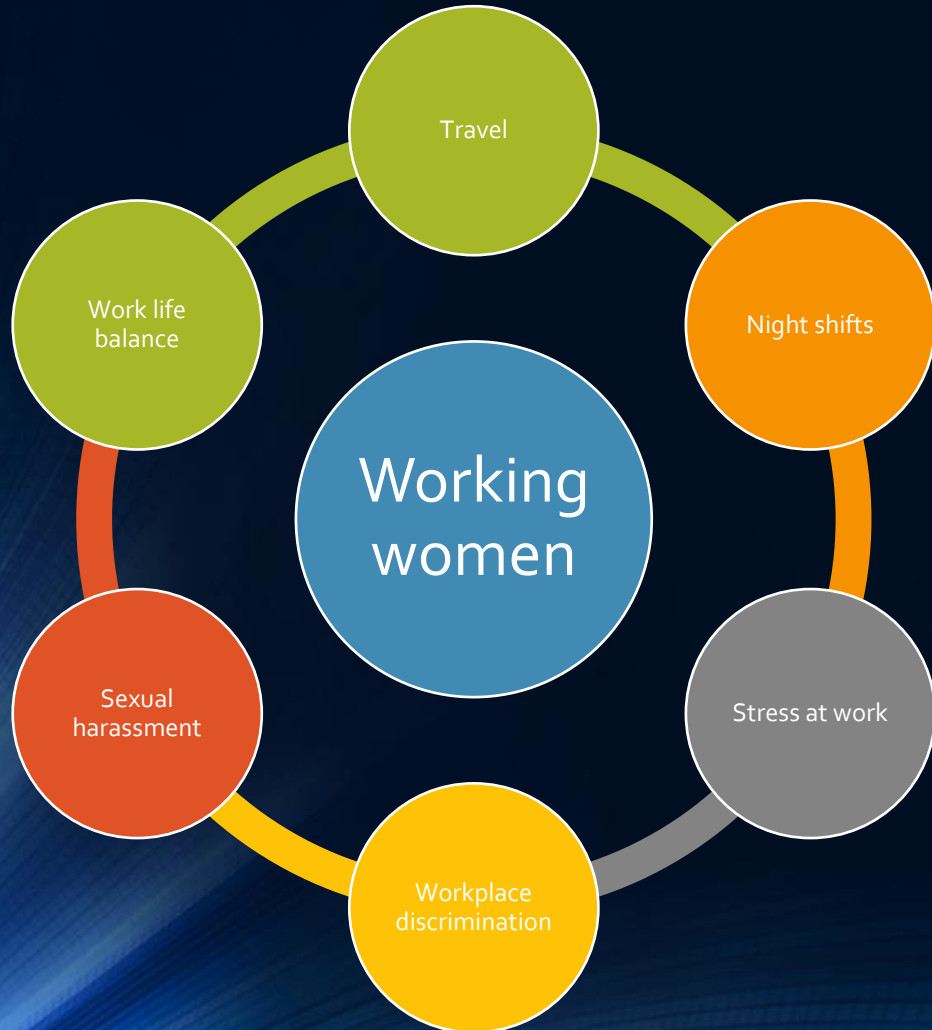 Travel
Night shifts
Stress at work
Workplace
discrimination
Sexual
harassment
Work life
balance
Working
women